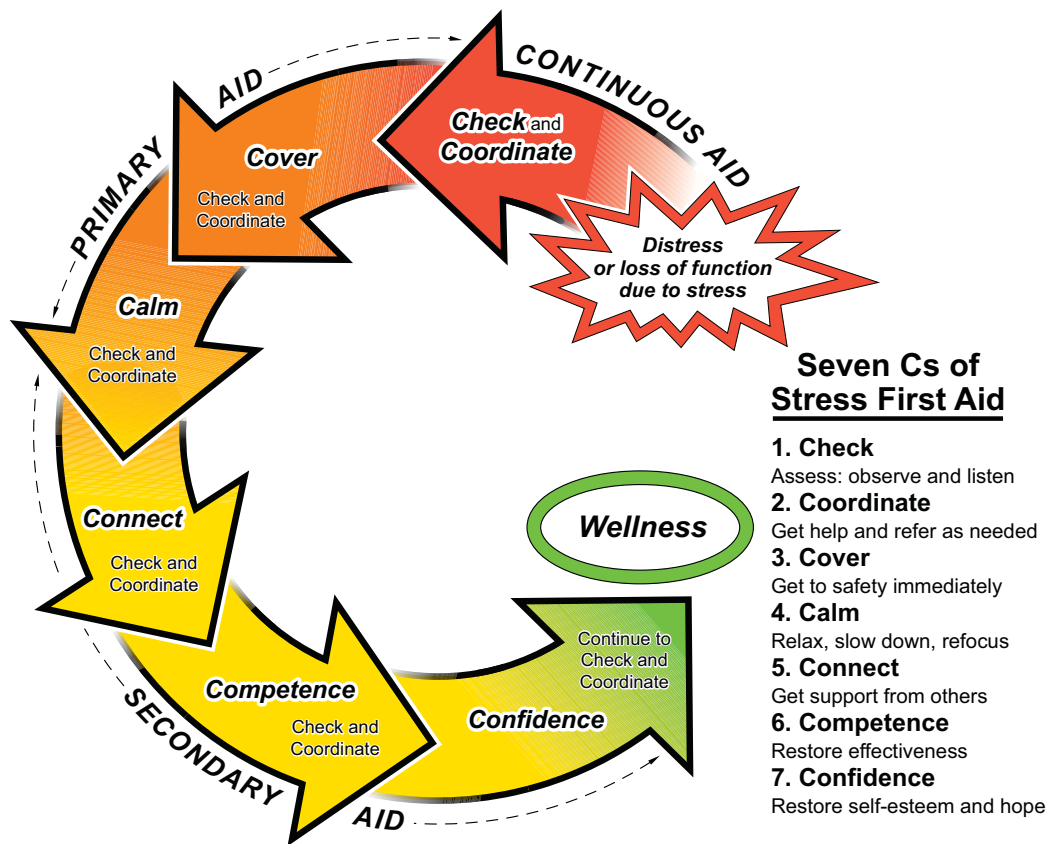 CONTINUOUS AID
Check and
Coordinate
Distress
or loss of function
due to stress
PRIMARY AID
Cover
Check and
Coordinate
Calm
Check and
Coordinate
SECONDARY AID
Connect
Check and
Coordinate
Competence
Check and
Coordinate
Confidence
Continue to
Check and
Coordinate
Wellness
Seven Cs of
Stress First Aid
1. Check
Assess: observe and listen
2. Coordinate
Get help and refer as needed
3. Cover
Get to safety immediately
4. Calm
Relax, slow down, refocus
5. Connect
Get support from others
6. Competence
Restore effectiveness
7. Confidence
Restore self-esteem and hope